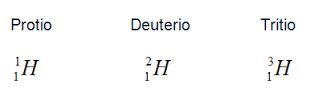 Protio Deuterio Tritio
¹₁H ²₁H ³₁H